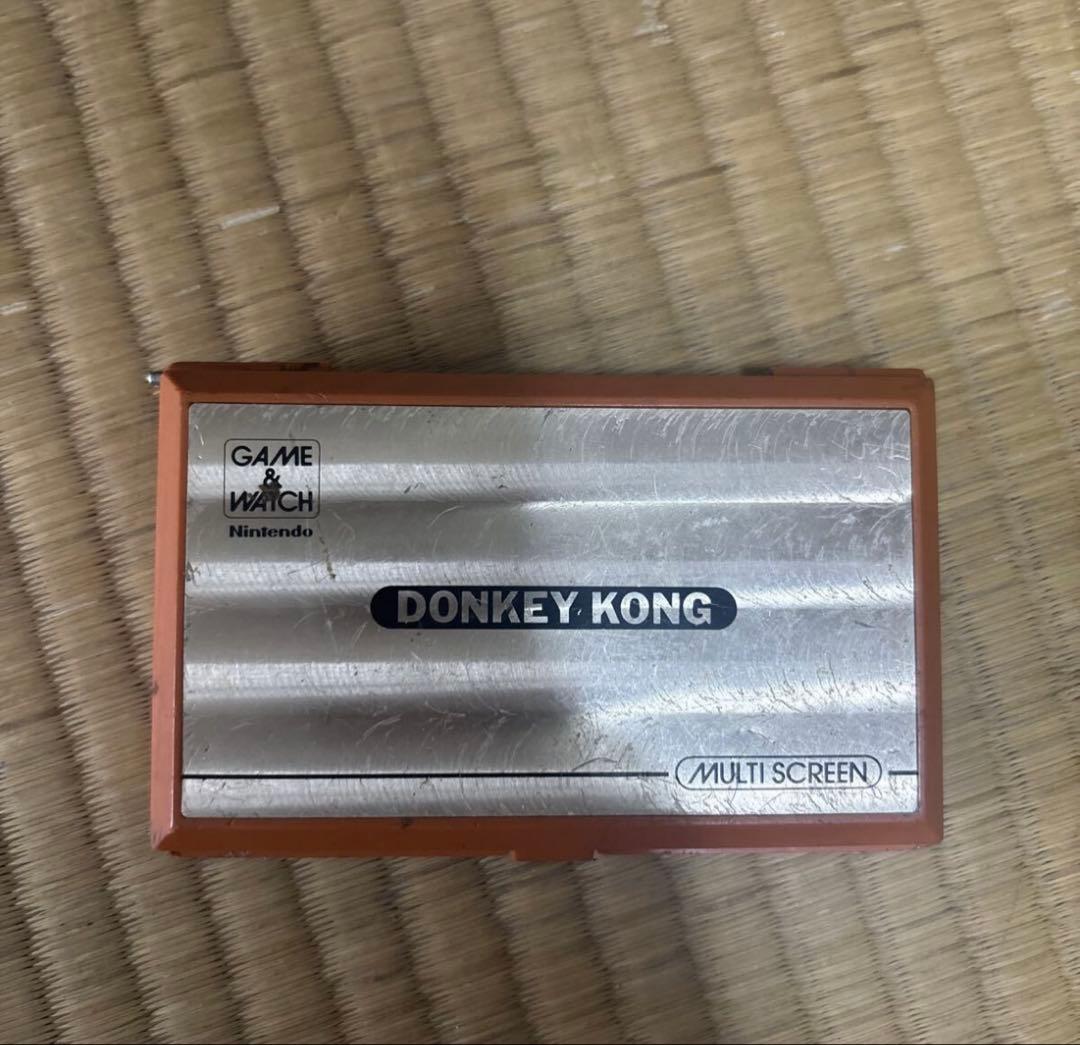 GAME
&
WATCH
Nintendo
DONKEY KONG
MULTI SCREEN